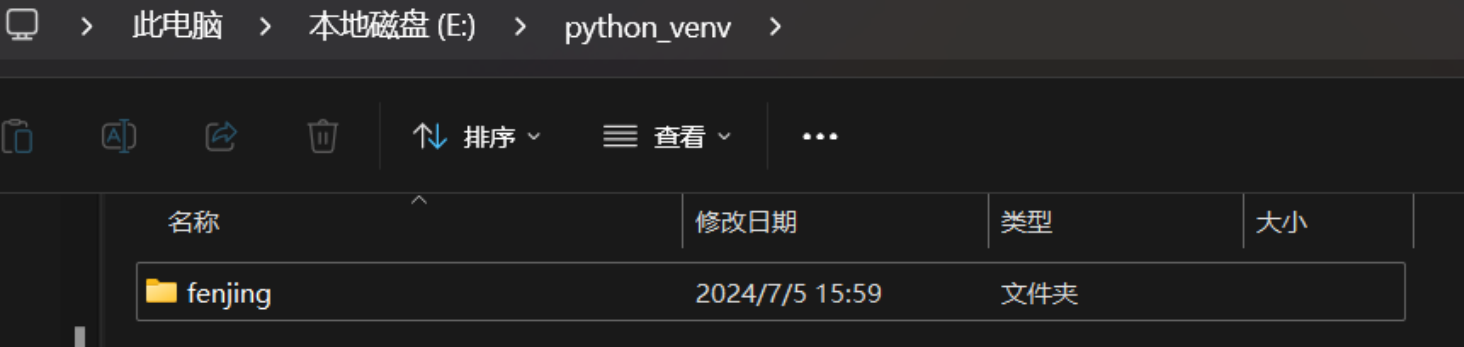 此电脑 > 本地磁盘 (E:) > python_venv >
排序 查看 •••
名称 修改日期 类型 大小
fenjing 2024/7/5 15:59 文件夹